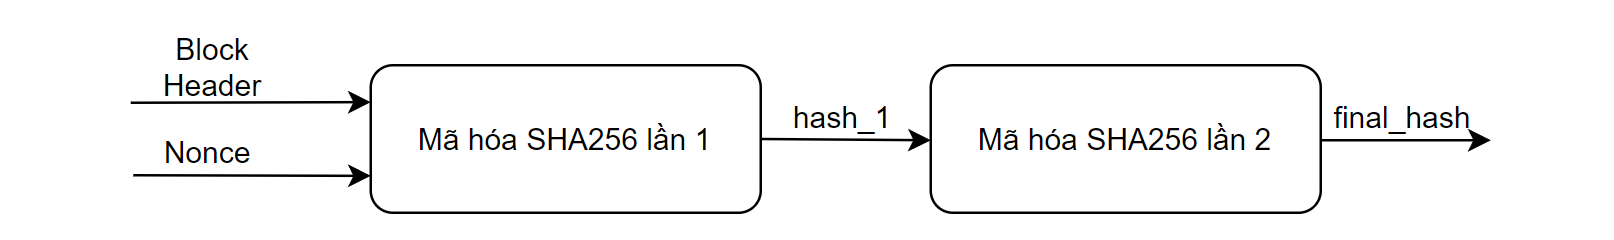 Block
Header
Nonce
Mã hóa SHA256 lần 1
hash_1
Mã hóa SHA256 lần 2
final_hash